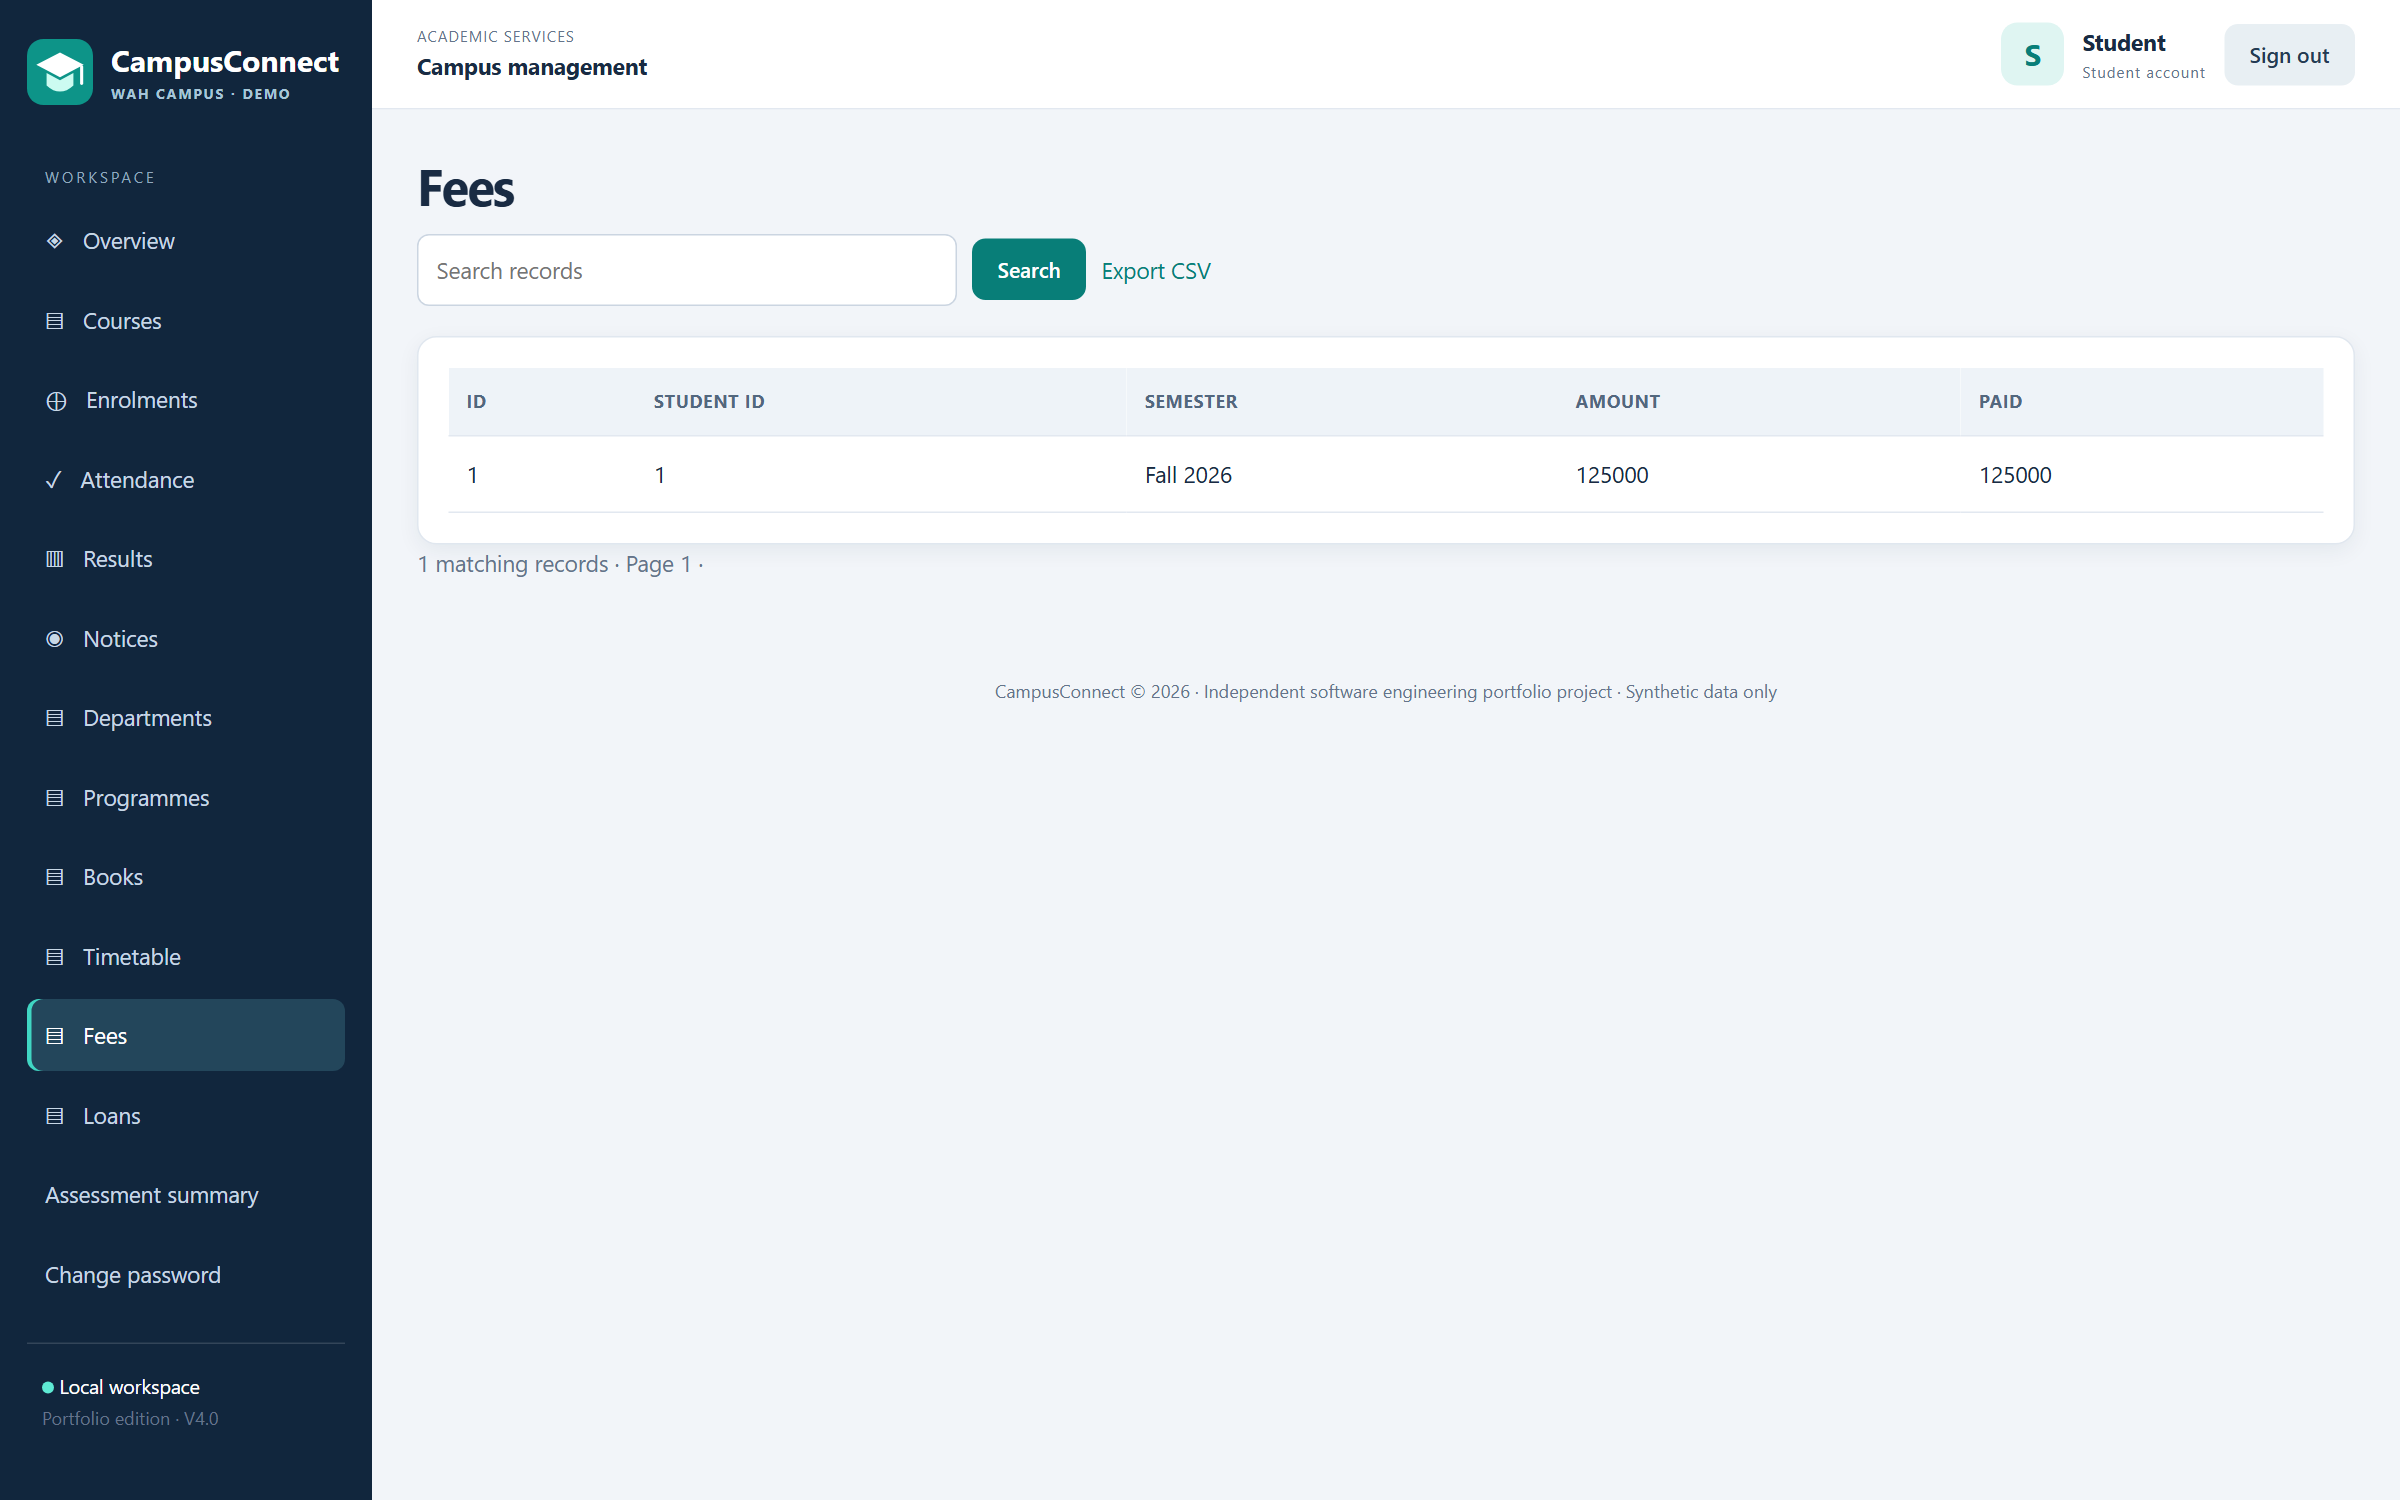 CampusConnect
WAH CAMPUS · DEMO
WORKSPACE
Overview
Courses
Enrolments
Attendance
Results
Notices
Departments
Programmes
Books
Timetable
Fees
Loans
Assessment summary
Change password
Local workspace
Portfolio edition · V4.0
ACADEMIC SERVICES
Campus management
S
Student
Student account
Sign out
Fees
Search records
Search
Export CSV
ID STUDENT ID SEMESTER AMOUNT PAID
1 1 Fall 2026 125000 125000
1 matching records · Page 1 ·
CampusConnect © 2026 · Independent software engineering portfolio project · Synthetic data only